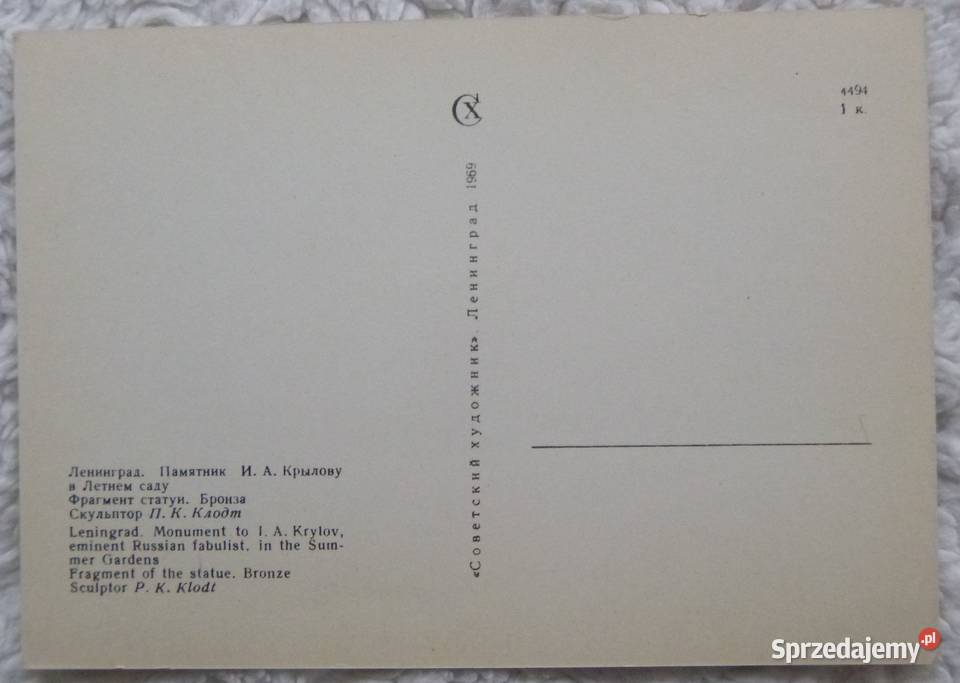 СХ
4494
1 к.
«Советский художник». Ленинград 1969
Ленинград. Памятник И. А. Крылову
в Летнем саду
Фрагмент статуи. Бронза
Скульптор П. К. Клодт
Leningrad. Monument to I. A. Krylov,
eminent Russian fabulist, in the Sum-
mer Gardens
Fragment of the statue. Bronze
Sculptor P. K. Klodt
Sprzedajemy.pl